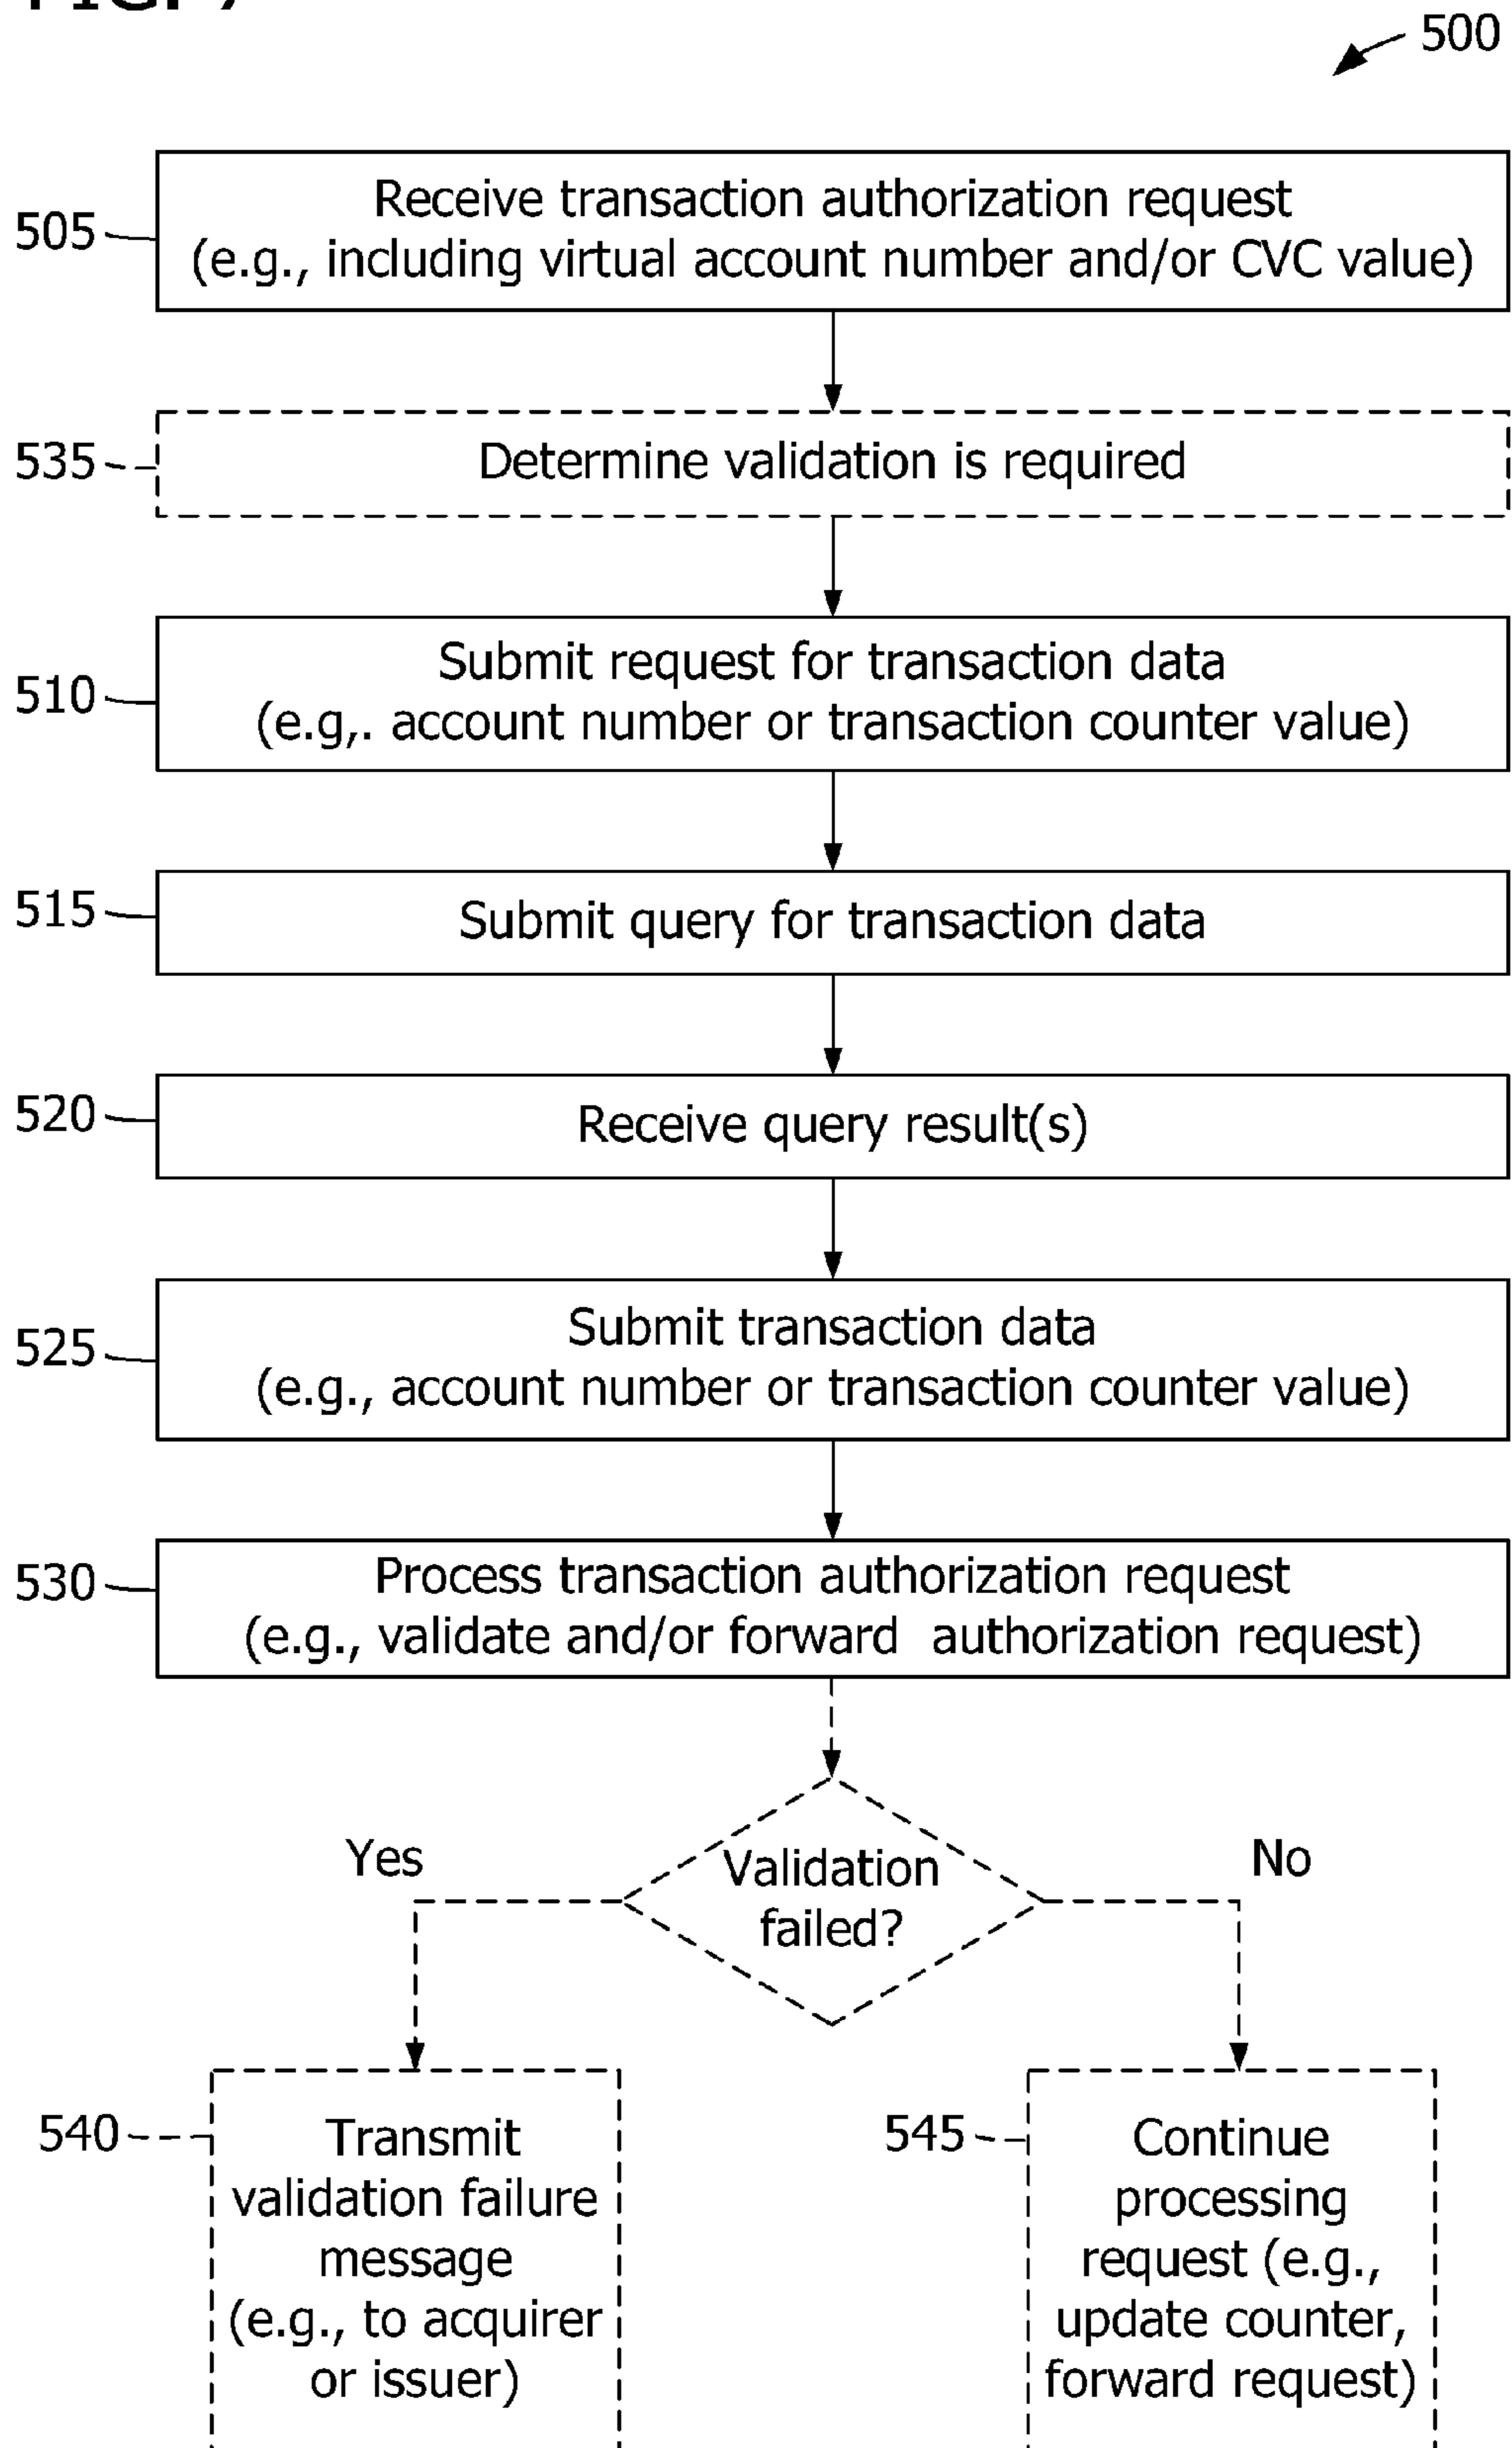 500
505
Receive transaction authorization request
(e.g., including virtual account number and/or CVC value)
535
Determine validation is required
510
Submit request for transaction data
(e.g,. account number or transaction counter value)
515
Submit query for transaction data
520
Receive query result(s)
525
Submit transaction data
(e.g., account number or transaction counter value)
530
Process transaction authorization request
(e.g., validate and/or forward authorization request)
Yes
Validation
failed?
No
540
Transmit
validation failure
message
(e.g., to acquirer
or issuer)
545
Continue
processing
request (e.g.,
update counter,
forward request)